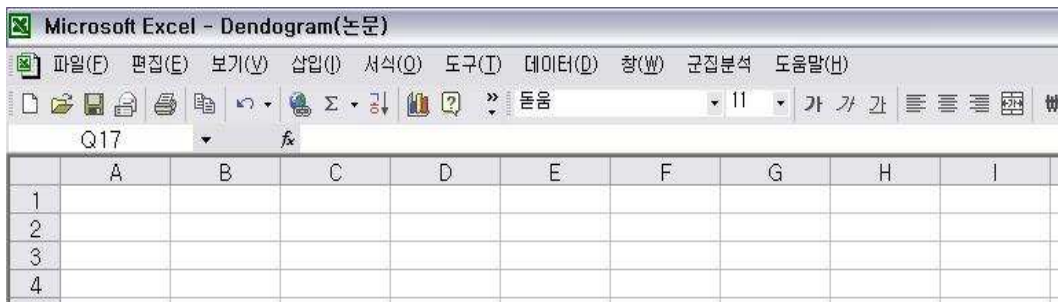 Microsoft Excel - Dendogram(논문)
파일(F) 편집(E) 보기(V) 삽입(I) 서식(O) 도구(T) 데이터(D) 창(W) 군집분석 도움말(H)
돋움 11 가 가 가
Q17 fx
A B C D E F G H I
1
2
3
4